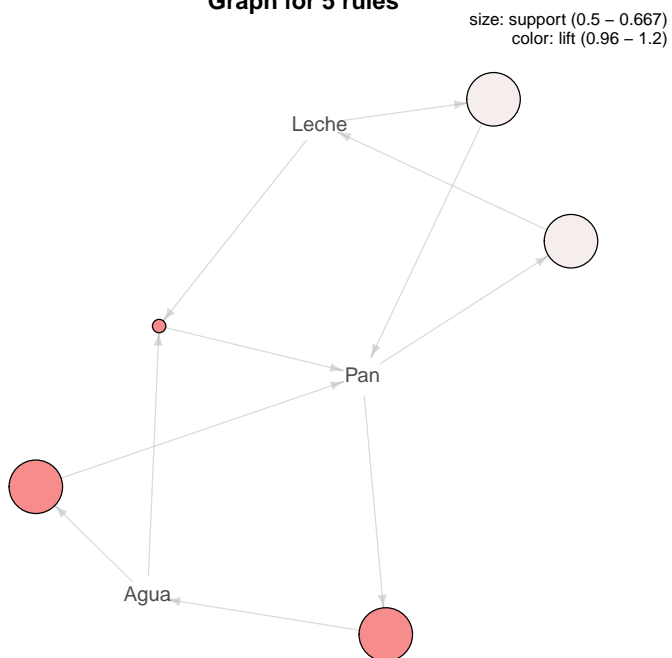 Graph for 5 rules
size: support (0.5 – 0.667)
color: lift (0.96 – 1.2)
Leche
Pan
Agua